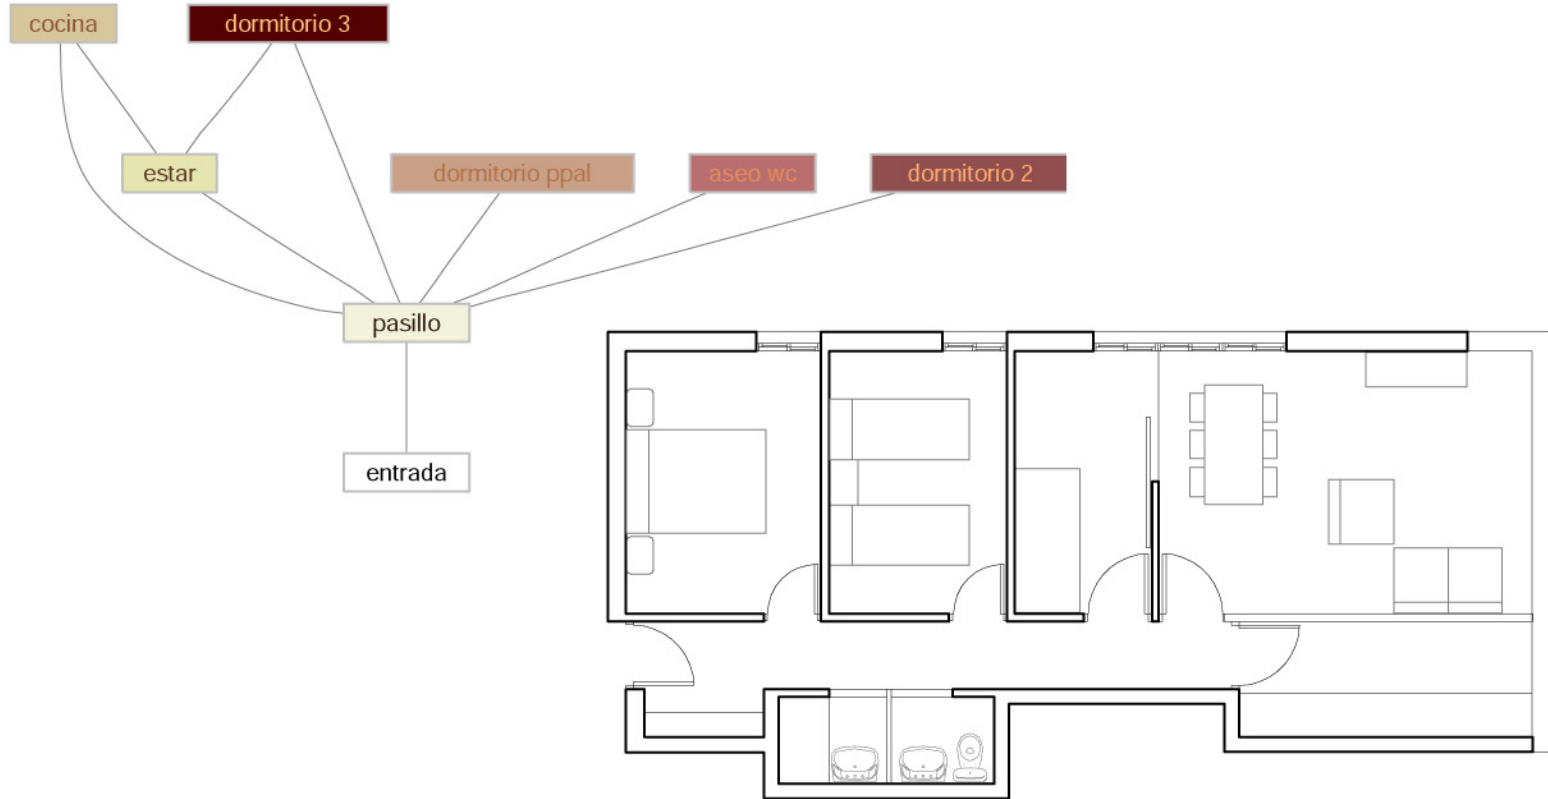 cocina
dormitorio 3
estar
dormitorio ppal
aseo wc
dormitorio 2
pasillo
entrada